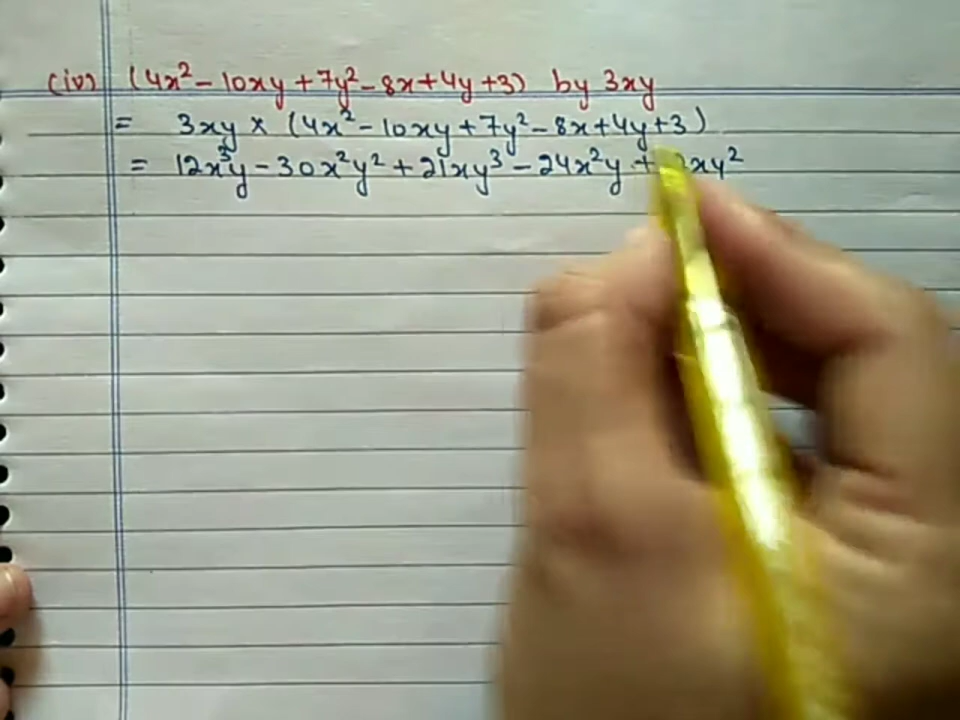 (iv) (4x² - 10xy + 7y² - 8x + 4y + 3) by 3xy
= 3xy × (4x² - 10xy + 7y² - 8x + 4y + 3)
= 12x³y - 30x²y² + 21xy³ - 24x²y +